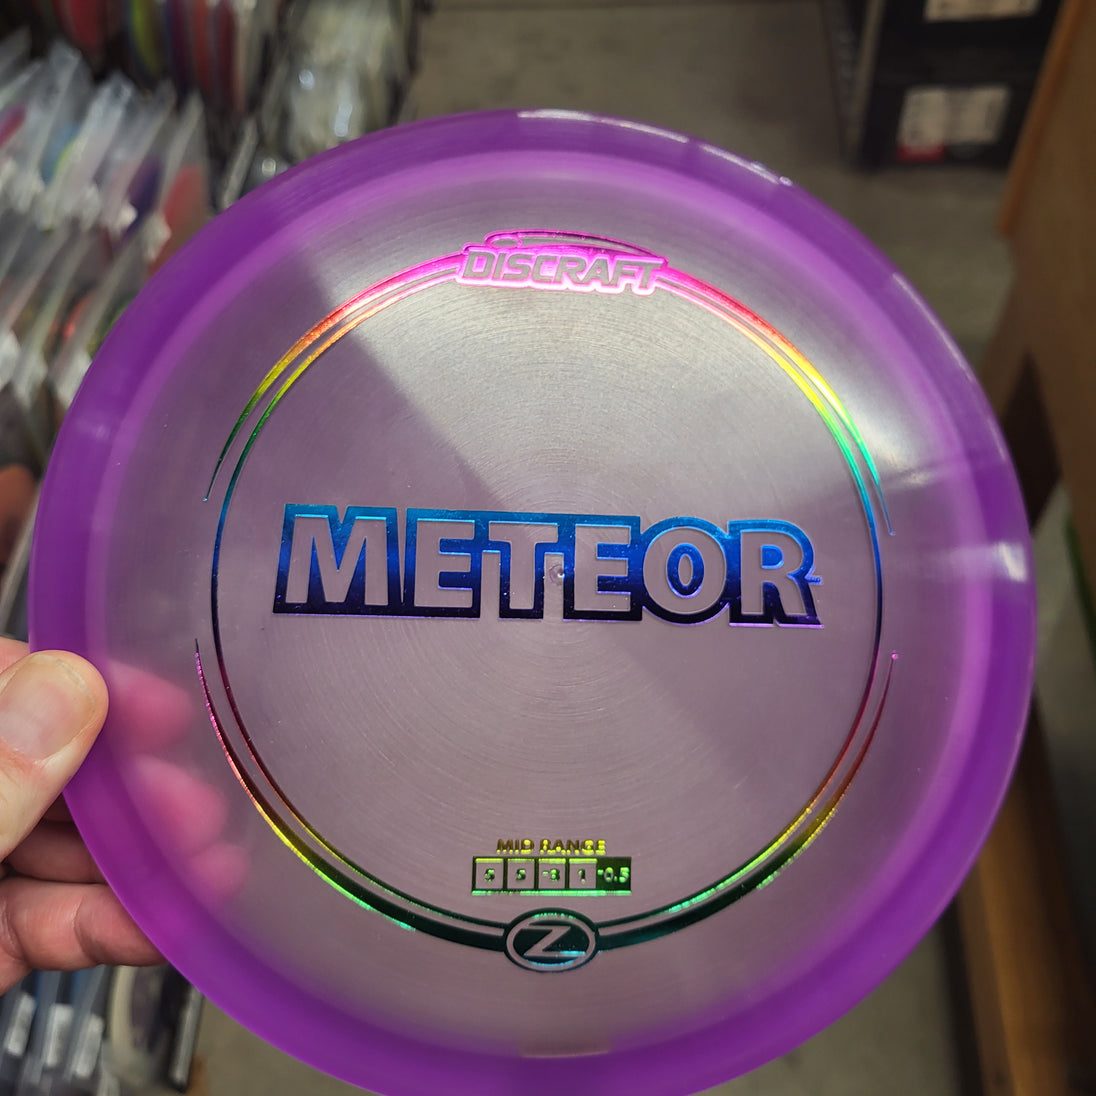 DISCRAFT
METEOR
MID RANGE
5 5 -3 1 -0.5
Z